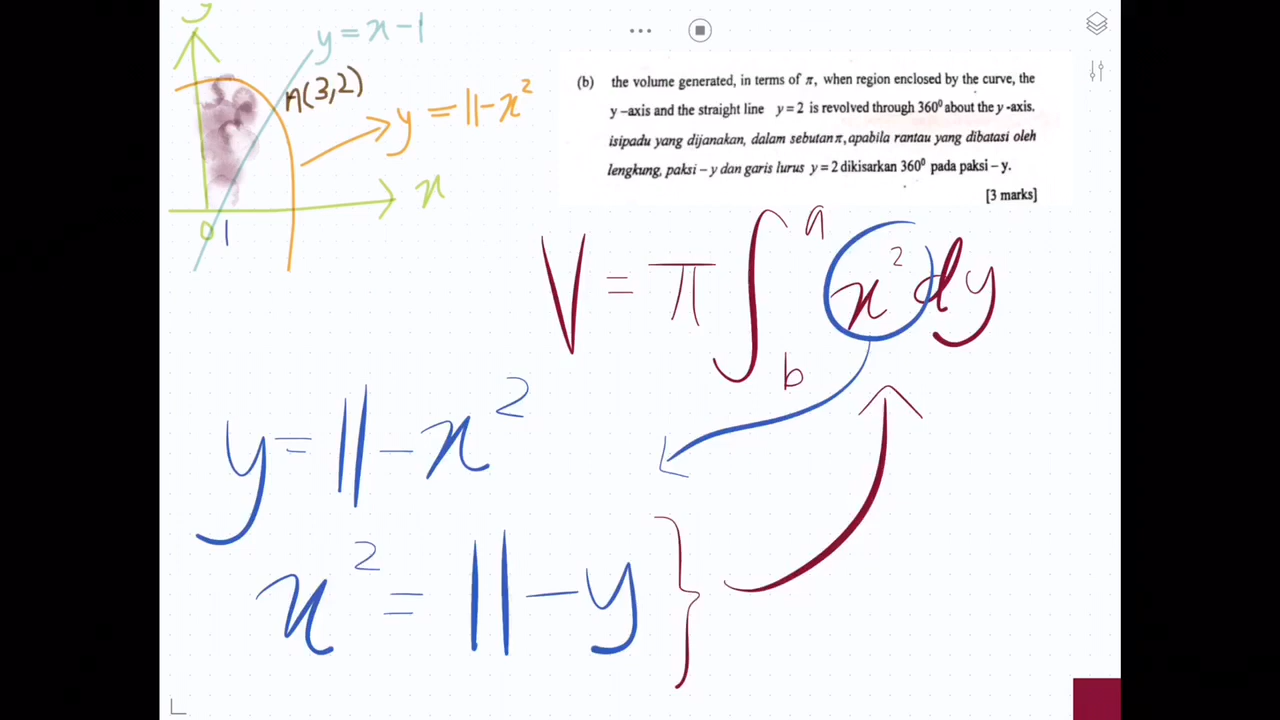 y
y = x - 1
A(3,2)
y = 11 - x²
x
0 1
(b) the volume generated, in terms of π, when region enclosed by the curve, the
y -axis and the straight line y = 2 is revolved through 360⁰ about the y -axis.
isipadu yang dijanakan, dalam sebutan π, apabila rantau yang dibatasi oleh
lengkung, paksi – y dan garis lurus y = 2 dikisarkan 360⁰ pada paksi – y.
[3 marks]
V = π ∫ₐᵇ x² dy
y = 11 - x²
x² = 11 - y